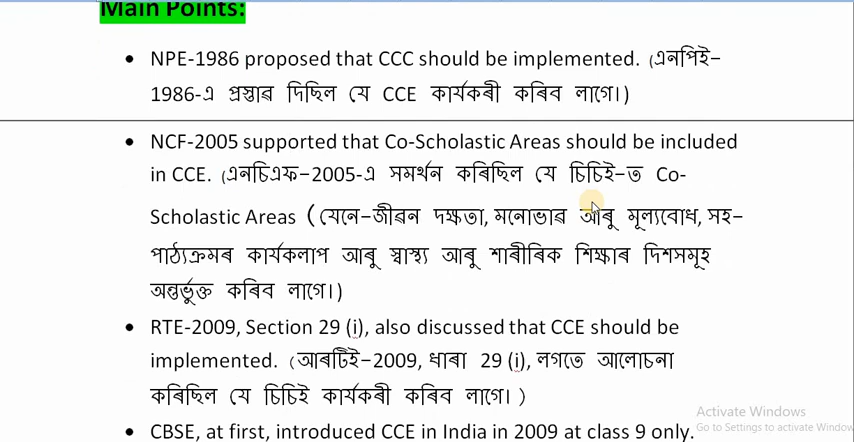 Main Points:
• NPE-1986 proposed that CCC should be implemented. (এনপিই–
1986-এ প্ৰস্তাৱ দিছিল যে CCE কাৰ্যকৰী কৰিব লাগে।)
• NCF-2005 supported that Co-Scholastic Areas should be included
in CCE. (এনচিএফ–2005-এ সমৰ্থন কৰিছিল যে চিচিই–ত Co-
Scholastic Areas (যেনে–জীৱন দক্ষতা, মনোভাৱ আৰু মূল্যবোধ, সহ–
পাঠ্যক্ৰমৰ কাৰ্যকলাপ আৰু স্বাস্থ্য আৰু শাৰীৰিক শিক্ষাৰ দিশসমূহ
অন্তৰ্ভুক্ত কৰিব লাগে।)
• RTE-2009, Section 29 (i), also discussed that CCE should be
implemented. (আৰটিই–2009, ধাৰা 29 (i), লগতে আলোচনা
কৰিছিল যে চিচিই কাৰ্যকৰী কৰিব লাগে। )
• CBSE, at first, introduced CCE in India in 2009 at class 9 only.
Activate Windows
Go to Settings to activate Window